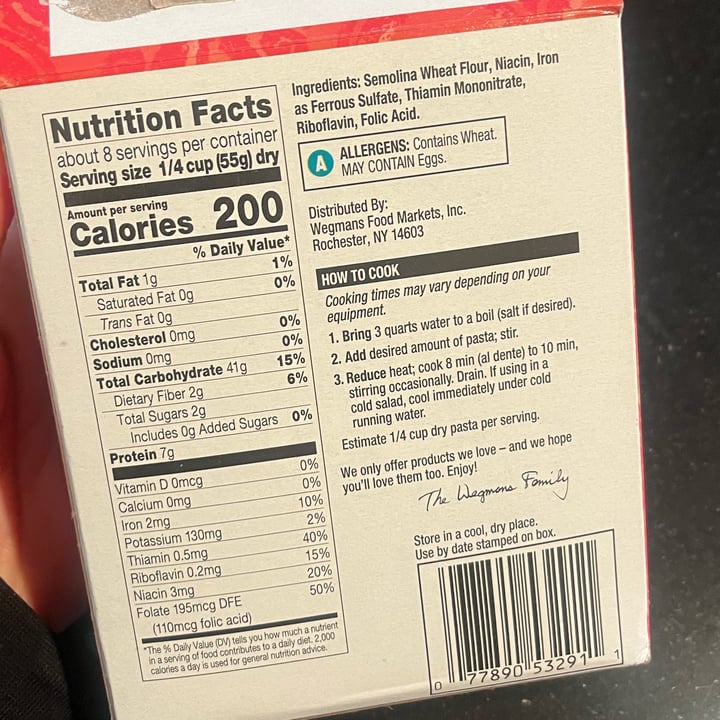 Nutrition Facts
about 8 servings per container
Serving size 1/4 cup (55g) dry
Amount per serving
Calories 200
% Daily Value*
Total Fat 1g 1%
Saturated Fat 0g 0%
Trans Fat 0g
Cholesterol 0mg 0%
Sodium 0mg 0%
Total Carbohydrate 41g 15%
Dietary Fiber 2g 6%
Total Sugars 2g
Includes 0g Added Sugars 0%
Protein 7g
Vitamin D 0mcg 0%
Calcium 0mg 0%
Iron 2mg 10%
Potassium 130mg 2%
Thiamin 0.5mg 40%
Riboflavin 0.2mg 15%
Niacin 3mg 20%
Folate 195mcg DFE 50%
(110mcg folic acid)
*The % Daily Value (DV) tells you how much a nutrient
in a serving of food contributes to a daily diet. 2,000
calories a day is used for general nutrition advice.
Ingredients: Semolina Wheat Flour, Niacin, Iron
as Ferrous Sulfate, Thiamin Mononitrate,
Riboflavin, Folic Acid.
A
ALLERGENS: Contains Wheat.
MAY CONTAIN Eggs.
Distributed By:
Wegmans Food Markets, Inc.
Rochester, NY 14603
HOW TO COOK
Cooking times may vary depending on your
equipment.
1. Bring 3 quarts water to a boil (salt if desired).
2. Add desired amount of pasta; stir.
3. Reduce heat; cook 8 min (al dente) to 10 min,
stirring occasionally. Drain. If using in a
cold salad, cool immediately under cold
running water.
Estimate 1/4 cup dry pasta per serving.
We only offer products we love – and we hope
you'll love them too. Enjoy!
The Wegmans Family
Store in a cool, dry place.
Use by date stamped on box.
0 77890 53291 1